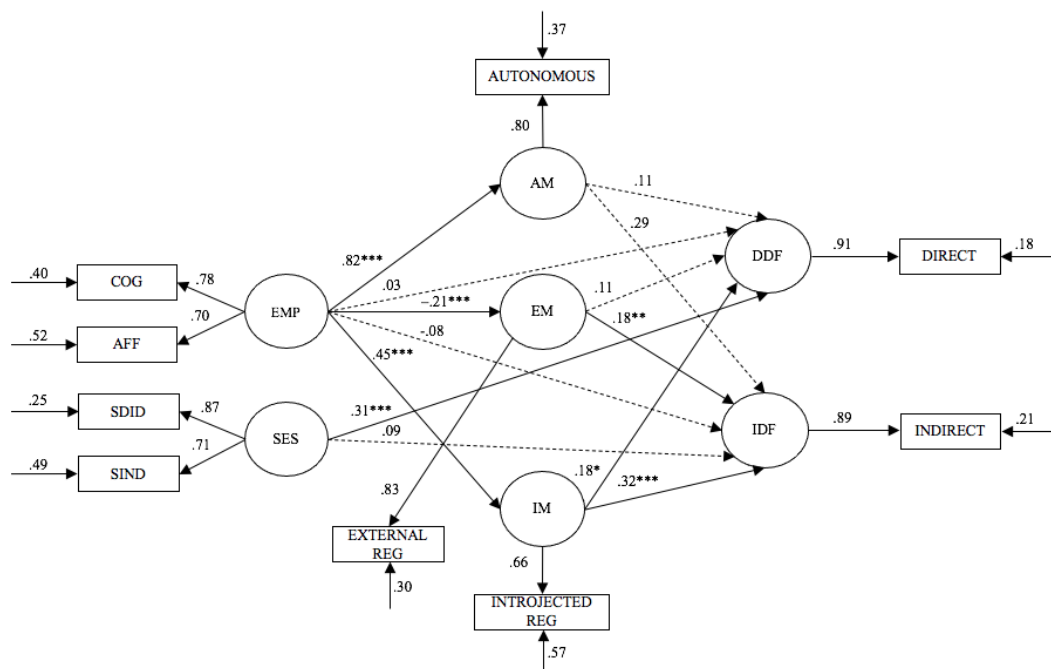 .37
AUTONOMOUS
.80
AM
.11
.29
.40
COG
.78
.82***
.03
DDF
.91
DIRECT
.18
EMP
–.21***
EM
.11
.70
.52
AFF
-.08
.18**
.45***
.25
SDID
.87
.31***
SES
.09
IDF
.89
INDIRECT
.21
.71
.49
SIND
.18*
.32***
.83
IM
EXTERNAL
REG
.66
.30
INTROJECTED
REG
.57